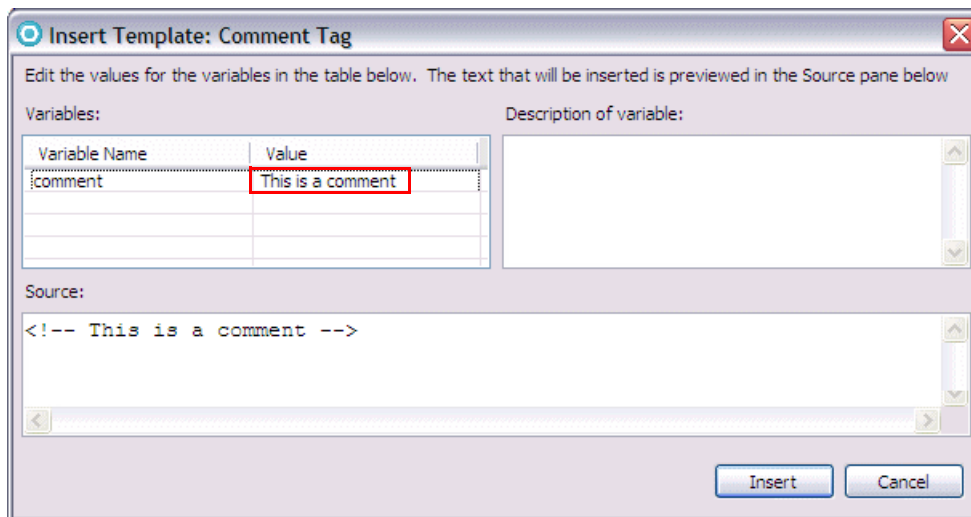 Insert Template: Comment Tag
Edit the values for the variables in the table below.  The text that will be inserted is previewed in the Source pane below
Variables:
Description of variable:
Variable Name
Value
comment
This is a comment
Source:
<!-- This is a comment -->
Insert
Cancel